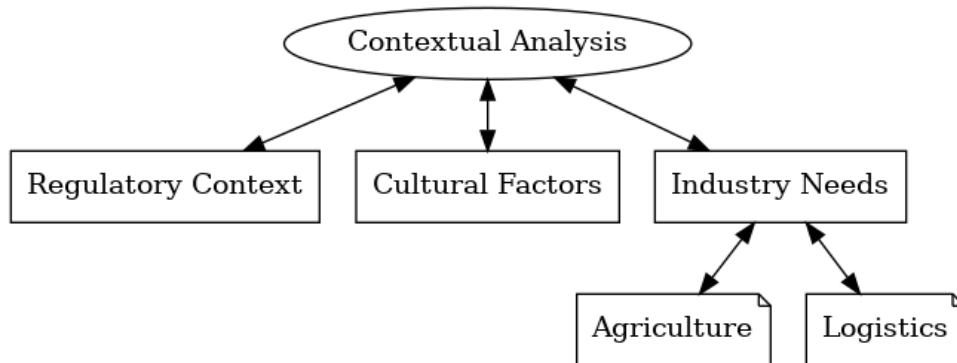 Contextual Analysis
Regulatory Context
Cultural Factors
Industry Needs
Agriculture
Logistics